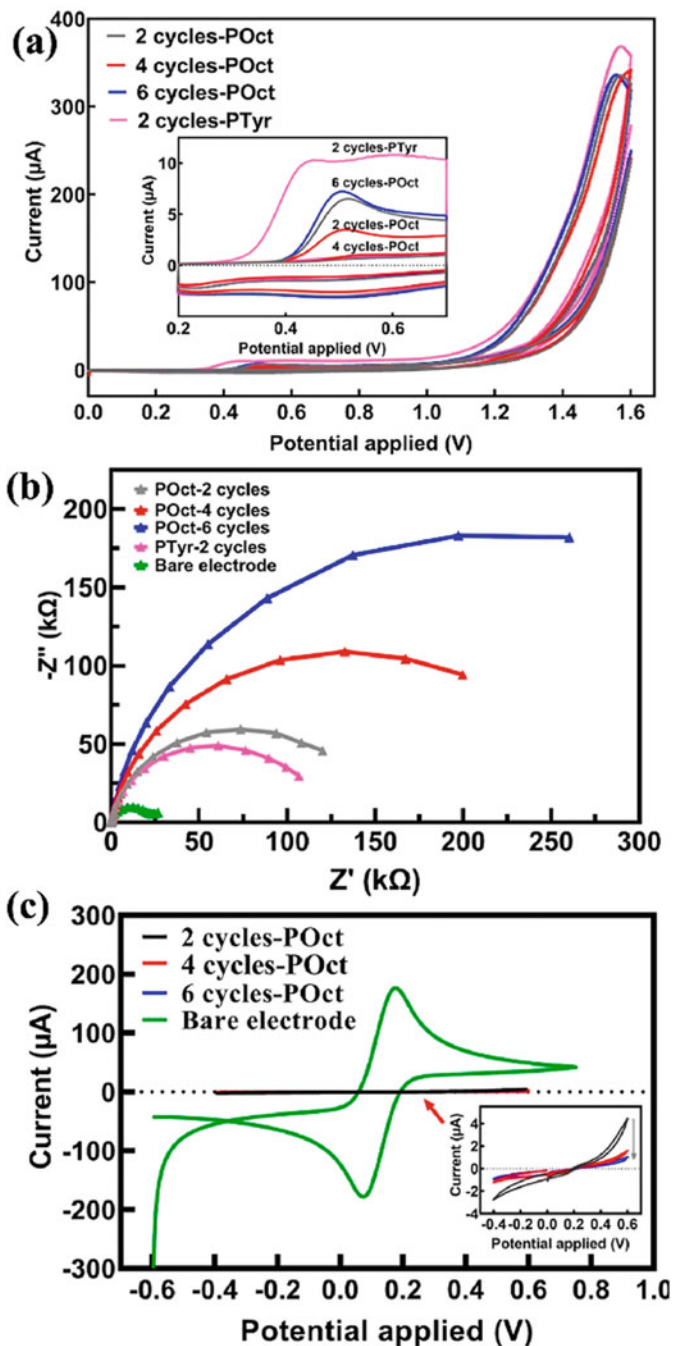 (a)
2 cycles-POct
4 cycles-POct
6 cycles-POct
2 cycles-PTyr
400
300
200
100
0
Current (µA)
10
5
0
Current (µA)
2 cycles-PTyr
6 cycles-POct
2 cycles-POct
4 cycles-POct
0.2 0.4 0.6
Potential applied (V)
0.0 0.2 0.4 0.6 0.8 1.0 1.2 1.4 1.6
Potential applied (V)
(b)
POct-2 cycles
POct-4 cycles
POct-6 cycles
PTyr-2 cycles
Bare electrode
200
150
100
50
0
-Z" (kΩ)
0 50 100 150 200 250 300
Z' (kΩ)
(c)
2 cycles-POct
4 cycles-POct
6 cycles-POct
Bare electrode
300
200
100
0
-100
-200
-300
Current (µA)
4
2
0
-2
-4
Current (µA)
-0.4 -0.2 0.0 0.2 0.4 0.6
Potential applied (V)
-0.6 -0.4 -0.2 0.0 0.2 0.4 0.6 0.8 1.0
Potential applied (V)